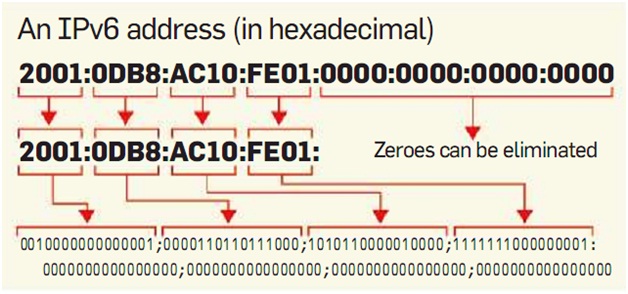 An IPv6 address (in hexadecimal)
2001:0DB8:AC10:FE01:0000:0000:0000:0000
2001:0DB8:AC10:FE01:
Zeroes can be eliminated
0010000000000001;0000110110111000;1010110000010000;1111111000000001:
0000000000000000;0000000000000000;0000000000000000;0000000000000000